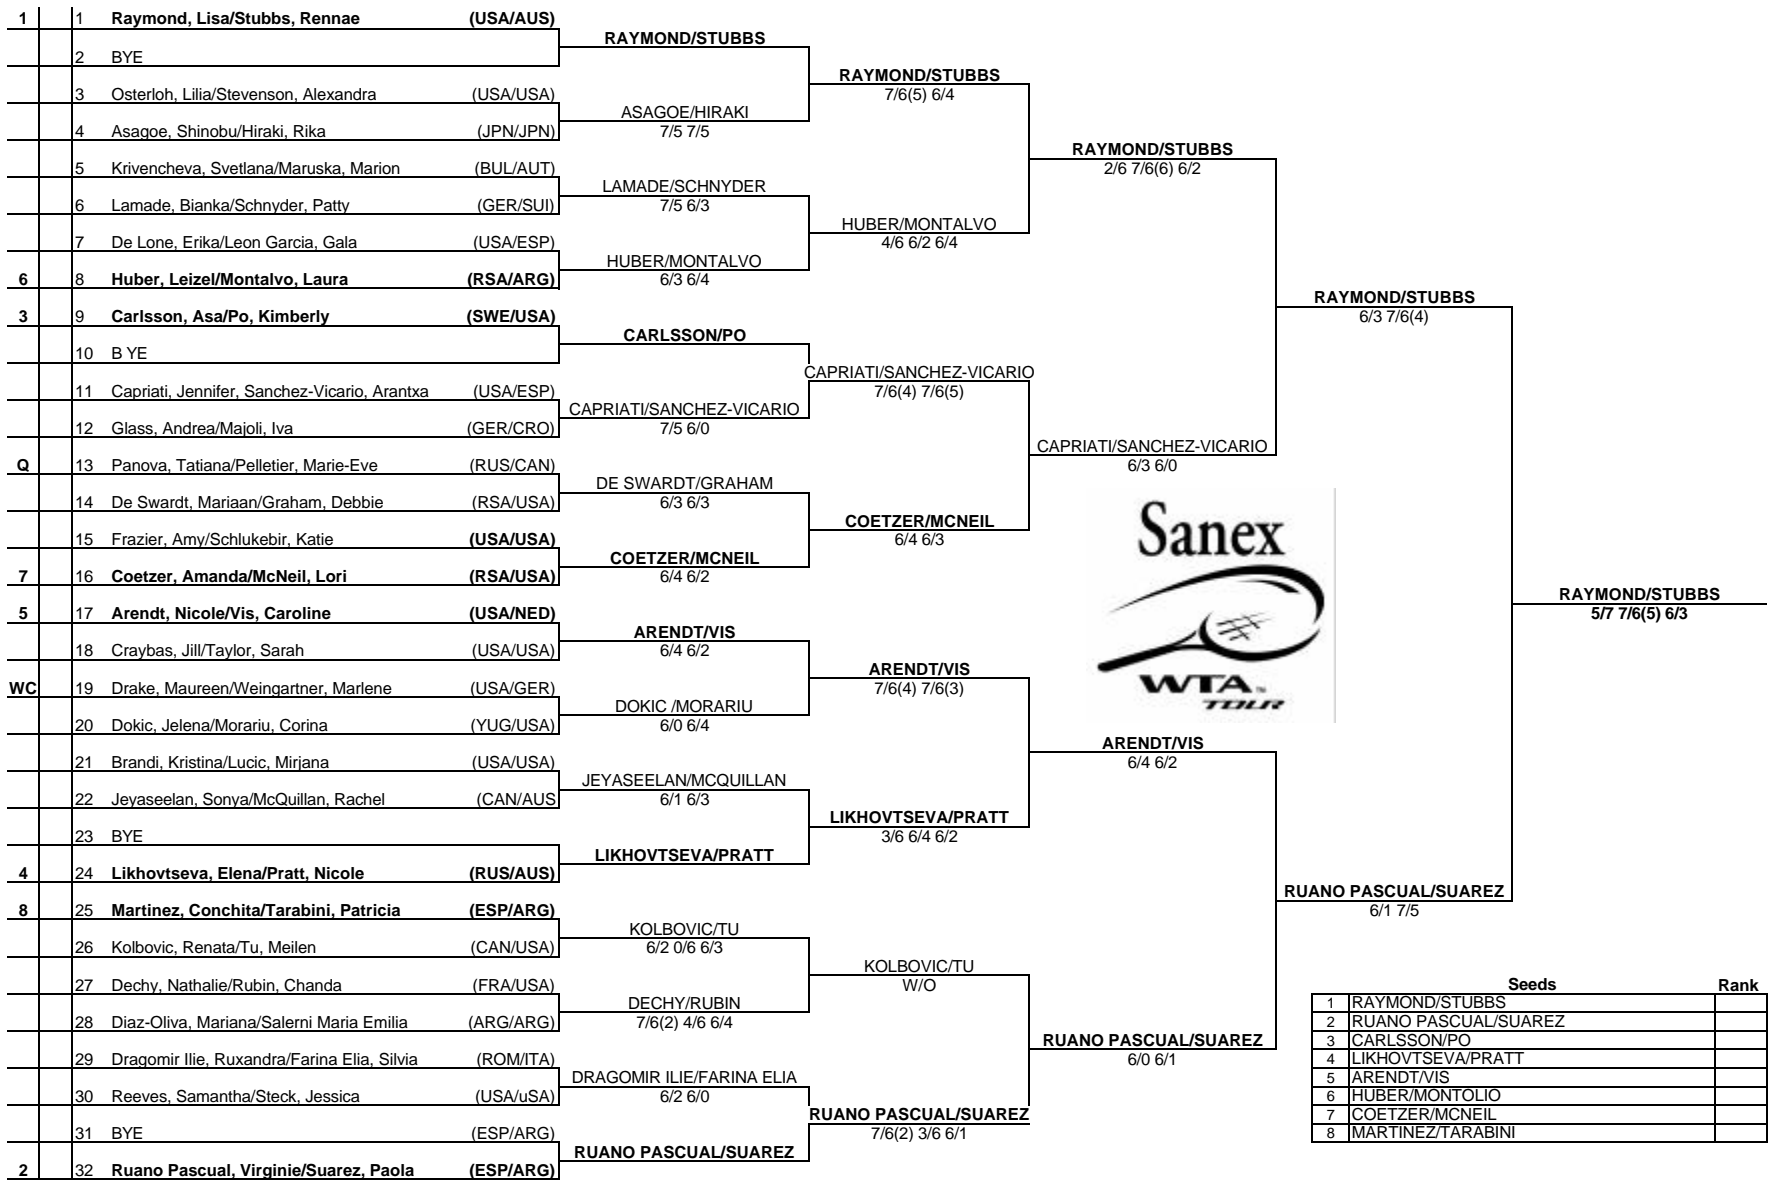 1 1 Raymond, Lisa/Stubbs, Rennae (USA/AUS)
2 BYE
3 Osterloh, Lilia/Stevenson, Alexandra (USA/USA)
4 Asagoe, Shinobu/Hiraki, Rika (JPN/JPN)
5 Krivencheva, Svetlana/Maruska, Marion (BUL/AUT)
6 Lamade, Bianka/Schnyder, Patty (GER/SUI)
7 De Lone, Erika/Leon Garcia, Gala (USA/ESP)
6 8 Huber, Leizel/Montalvo, Laura (RSA/ARG)
3 9 Carlsson, Asa/Po, Kimberly (SWE/USA)
10 B YE
11 Capriati, Jennifer, Sanchez-Vicario, Arantxa (USA/ESP)
12 Glass, Andrea/Majoli, Iva (GER/CRO)
Q 13 Panova, Tatiana/Pelletier, Marie-Eve (RUS/CAN)
14 De Swardt, Mariaan/Graham, Debbie (RSA/USA)
15 Frazier, Amy/Schlukebir, Katie (USA/USA)
7 16 Coetzer, Amanda/McNeil, Lori (RSA/USA)
5 17 Arendt, Nicole/Vis, Caroline (USA/NED)
18 Craybas, Jill/Taylor, Sarah (USA/USA)
WC 19 Drake, Maureen/Weingartner, Marlene (USA/GER)
20 Dokic, Jelena/Morariu, Corina (YUG/USA)
21 Brandi, Kristina/Lucic, Mirjana (USA/USA)
22 Jeyaseelan, Sonya/McQuillan, Rachel (CAN/AUS
23 BYE
4 24 Likhovtseva, Elena/Pratt, Nicole (RUS/AUS)
8 25 Martinez, Conchita/Tarabini, Patricia (ESP/ARG)
26 Kolbovic, Renata/Tu, Meilen (CAN/USA)
27 Dechy, Nathalie/Rubin, Chanda (FRA/USA)
28 Diaz-Oliva, Mariana/Salerni Maria Emilia (ARG/ARG)
29 Dragomir Ilie, Ruxandra/Farina Elia, Silvia (ROM/ITA)
30 Reeves, Samantha/Steck, Jessica (USA/uSA)
31 BYE (ESP/ARG)
2 32 Ruano Pascual, Virginie/Suarez, Paola (ESP/ARG)
RAYMOND/STUBBS
ASAGOE/HIRAKI
7/5 7/5
LAMADE/SCHNYDER
7/5 6/3
HUBER/MONTALVO
6/3 6/4
CARLSSON/PO
CAPRIATI/SANCHEZ-VICARIO
7/5 6/0
DE SWARDT/GRAHAM
6/3 6/3
COETZER/MCNEIL
6/4 6/2
ARENDT/VIS
6/4 6/2
DOKIC /MORARIU
6/0 6/4
JEYASEELAN/MCQUILLAN
6/1 6/3
LIKHOVTSEVA/PRATT
KOLBOVIC/TU
6/2 0/6 6/3
DECHY/RUBIN
7/6(2) 4/6 6/4
DRAGOMIR ILIE/FARINA ELIA
6/2 6/0
RUANO PASCUAL/SUAREZ
RAYMOND/STUBBS
7/6(5) 6/4
HUBER/MONTALVO
4/6 6/2 6/4
CAPRIATI/SANCHEZ-VICARIO
7/6(4) 7/6(5)
COETZER/MCNEIL
6/4 6/3
ARENDT/VIS
7/6(4) 7/6(3)
LIKHOVTSEVA/PRATT
3/6 6/4 6/2
KOLBOVIC/TU
W/O
RUANO PASCUAL/SUAREZ
7/6(2) 3/6 6/1
RAYMOND/STUBBS
2/6 7/6(6) 6/2
CAPRIATI/SANCHEZ-VICARIO
6/3 6/0
ARENDT/VIS
6/4 6/2
RUANO PASCUAL/SUAREZ
6/0 6/1
RAYMOND/STUBBS
6/3 7/6(4)
RUANO PASCUAL/SUAREZ
6/1 7/5
RAYMOND/STUBBS
5/7 7/6(5) 6/3
Sanex
WTA TM
TOUR
Seeds Rank
1 RAYMOND/STUBBS
2 RUANO PASCUAL/SUAREZ
3 CARLSSON/PO
4 LIKHOVTSEVA/PRATT
5 ARENDT/VIS
6 HUBER/MONTOLIO
7 COETZER/MCNEIL
8 MARTINEZ/TARABINI